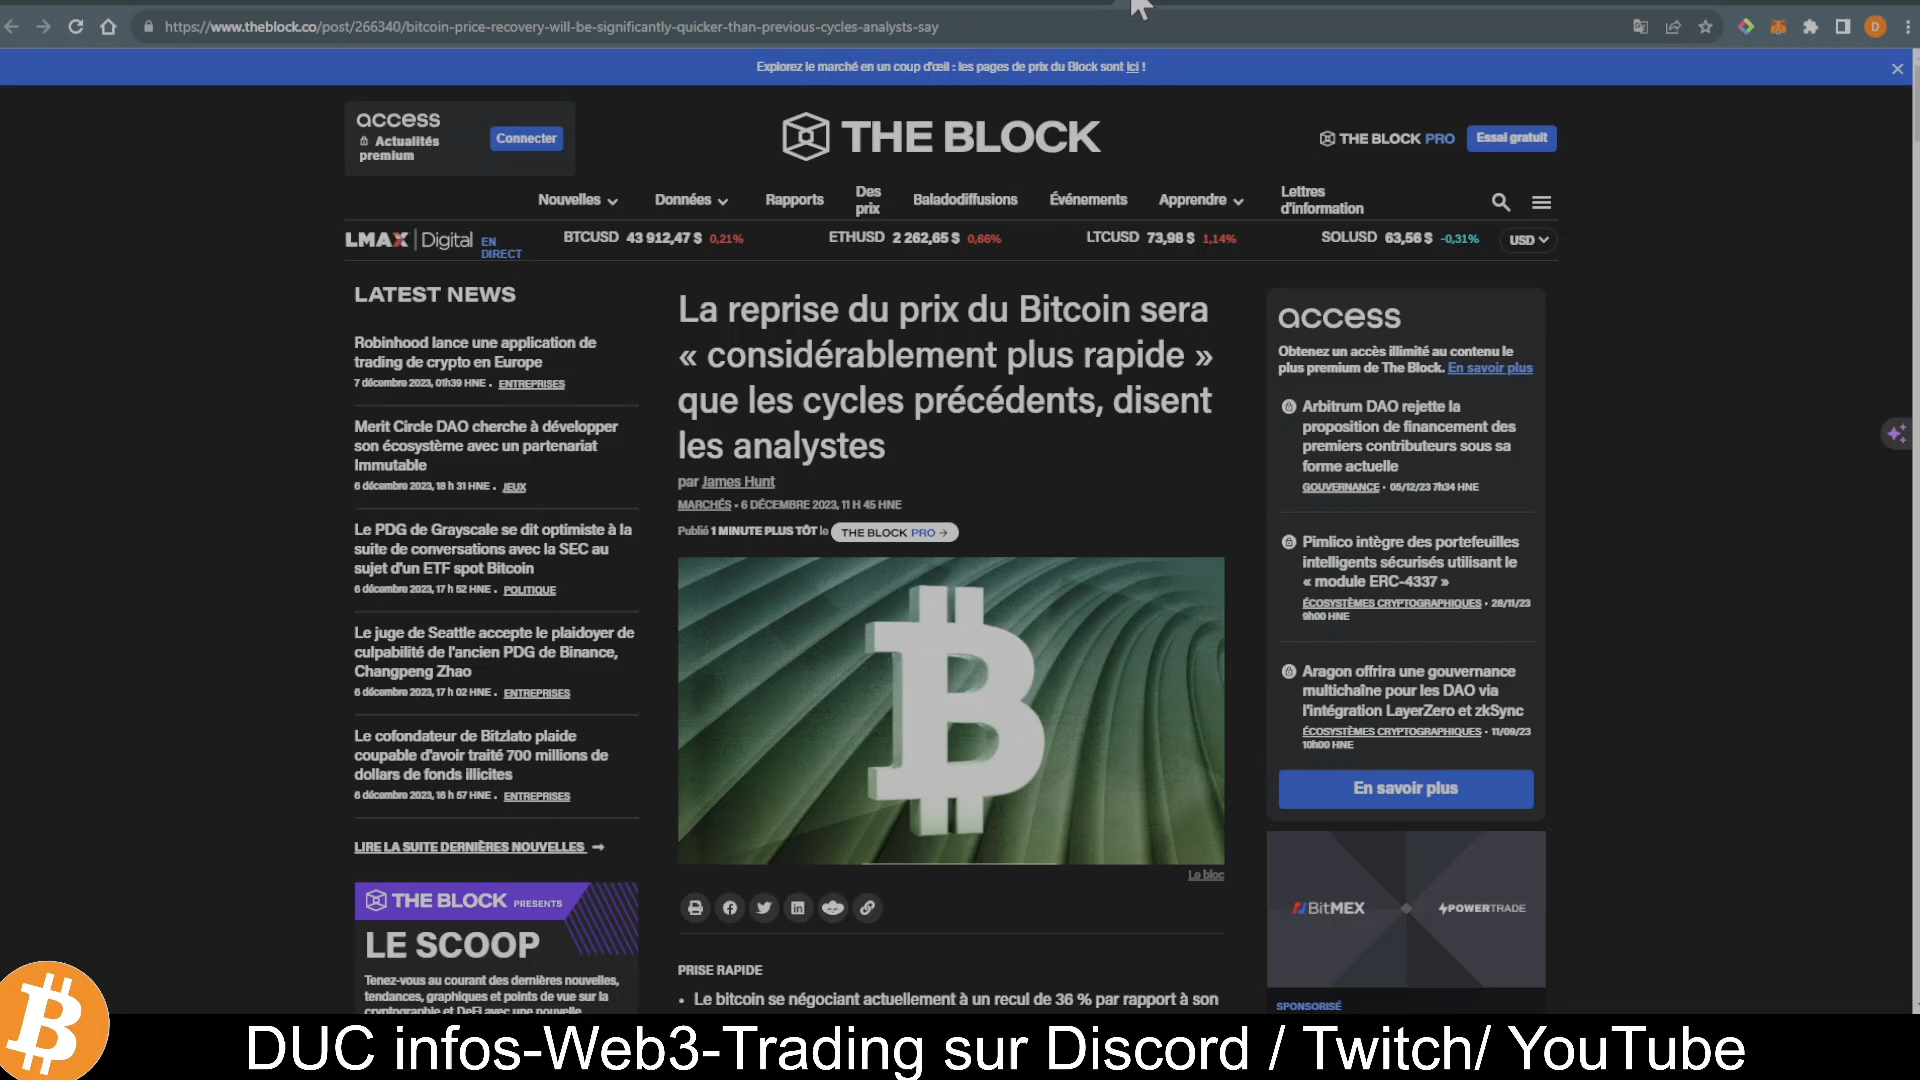 https://www.theblock.co/post/266340/bitcoin-price-recovery-will-be-significantly-quicker-than-previous-cycles-analysts-say
D
Explorez le marché en un coup d'œil : les pages de prix du Block sont ici !
access
Actualités
premium
Connecter
THE BLOCK
THE BLOCK PRO
Essai gratuit
Nouvelles
Données
Rapports
Des
prix
Baladodiffusions
Événements
Apprendre
Lettres
d'information
LMAX Digital EN
DIRECT
BTCUSD 43 912,47 $ 0,21%
ETHUSD 2 262,65 $ 0,66%
LTCUSD 73,98 $ 1,14%
SOLUSD 63,56 $ -0,31%
USD
LATEST NEWS
Robinhood lance une application de
trading de crypto en Europe
7 décembre 2023, 01h39 HNE • ENTREPRISES
Merit Circle DAO cherche à développer
son écosystème avec un partenariat
Immutable
6 décembre 2023, 18 h 31 HNE • JEUX
Le PDG de Grayscale se dit optimiste à la
suite de conversations avec la SEC au
sujet d'un ETF spot Bitcoin
6 décembre 2023, 17 h 52 HNE • POLITIQUE
Le juge de Seattle accepte le plaidoyer de
culpabilité de l'ancien PDG de Binance,
Changpeng Zhao
6 décembre 2023, 17 h 02 HNE • ENTREPRISES
Le cofondateur de Bitzlato plaide
coupable d'avoir traité 700 millions de
dollars de fonds illicites
6 décembre 2023, 16 h 57 HNE • ENTREPRISES
LIRE LA SUITE DERNIÈRES NOUVELLES →
THE BLOCK PRESENTS
LE SCOOP
Tenez-vous au courant des dernières nouvelles,
tendances, graphiques et points de vue sur la
cryptographie et DeFi avec une nouvelle
La reprise du prix du Bitcoin sera
« considérablement plus rapide »
que les cycles précédents, disent
les analystes
par James Hunt
MARCHÉS • 6 DÉCEMBRE 2023, 11 H 45 HNE
Publié 1 MINUTE PLUS TÔT le THE BLOCK PRO →
Le bloc
PRISE RAPIDE
• Le bitcoin se négociant actuellement à un recul de 36 % par rapport à son
access
Obtenez un accès illimité au contenu le
plus premium de The Block. En savoir plus
Arbitrum DAO rejette la
proposition de financement des
premiers contributeurs sous sa
forme actuelle
GOUVERNANCE • 05/12/23 7h34 HNE
Pimlico intègre des portefeuilles
intelligents sécurisés utilisant le
« module ERC-4337 »
ÉCOSYSTÈMES CRYPTOGRAPHIQUES • 28/11/23
9h00 HNE
Aragon offrira une gouvernance
multichaîne pour les DAO via
l'intégration LayerZero et zkSync
ÉCOSYSTÈMES CRYPTOGRAPHIQUES • 11/09/23
10h00 HNE
En savoir plus
BitMEX
POWERTRADE
SPONSORISÉ
DUC infos-Web3-Trading sur Discord / Twitch/ YouTube